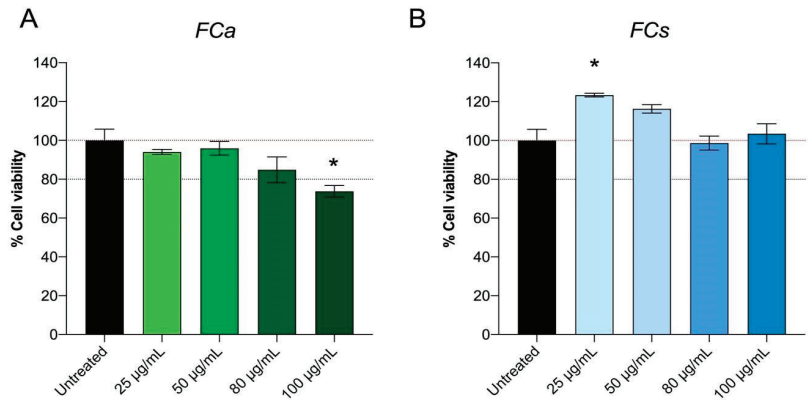 A
FCa
% Cell viability
140
120
100
80
60
40
20
0
*
Untreated
25 µg/mL
50 µg/mL
80 µg/mL
100 µg/mL
B
FCs
% Cell viability
140
120
100
80
60
40
20
0
*
Untreated
25 µg/mL
50 µg/mL
80 µg/mL
100 µg/mL